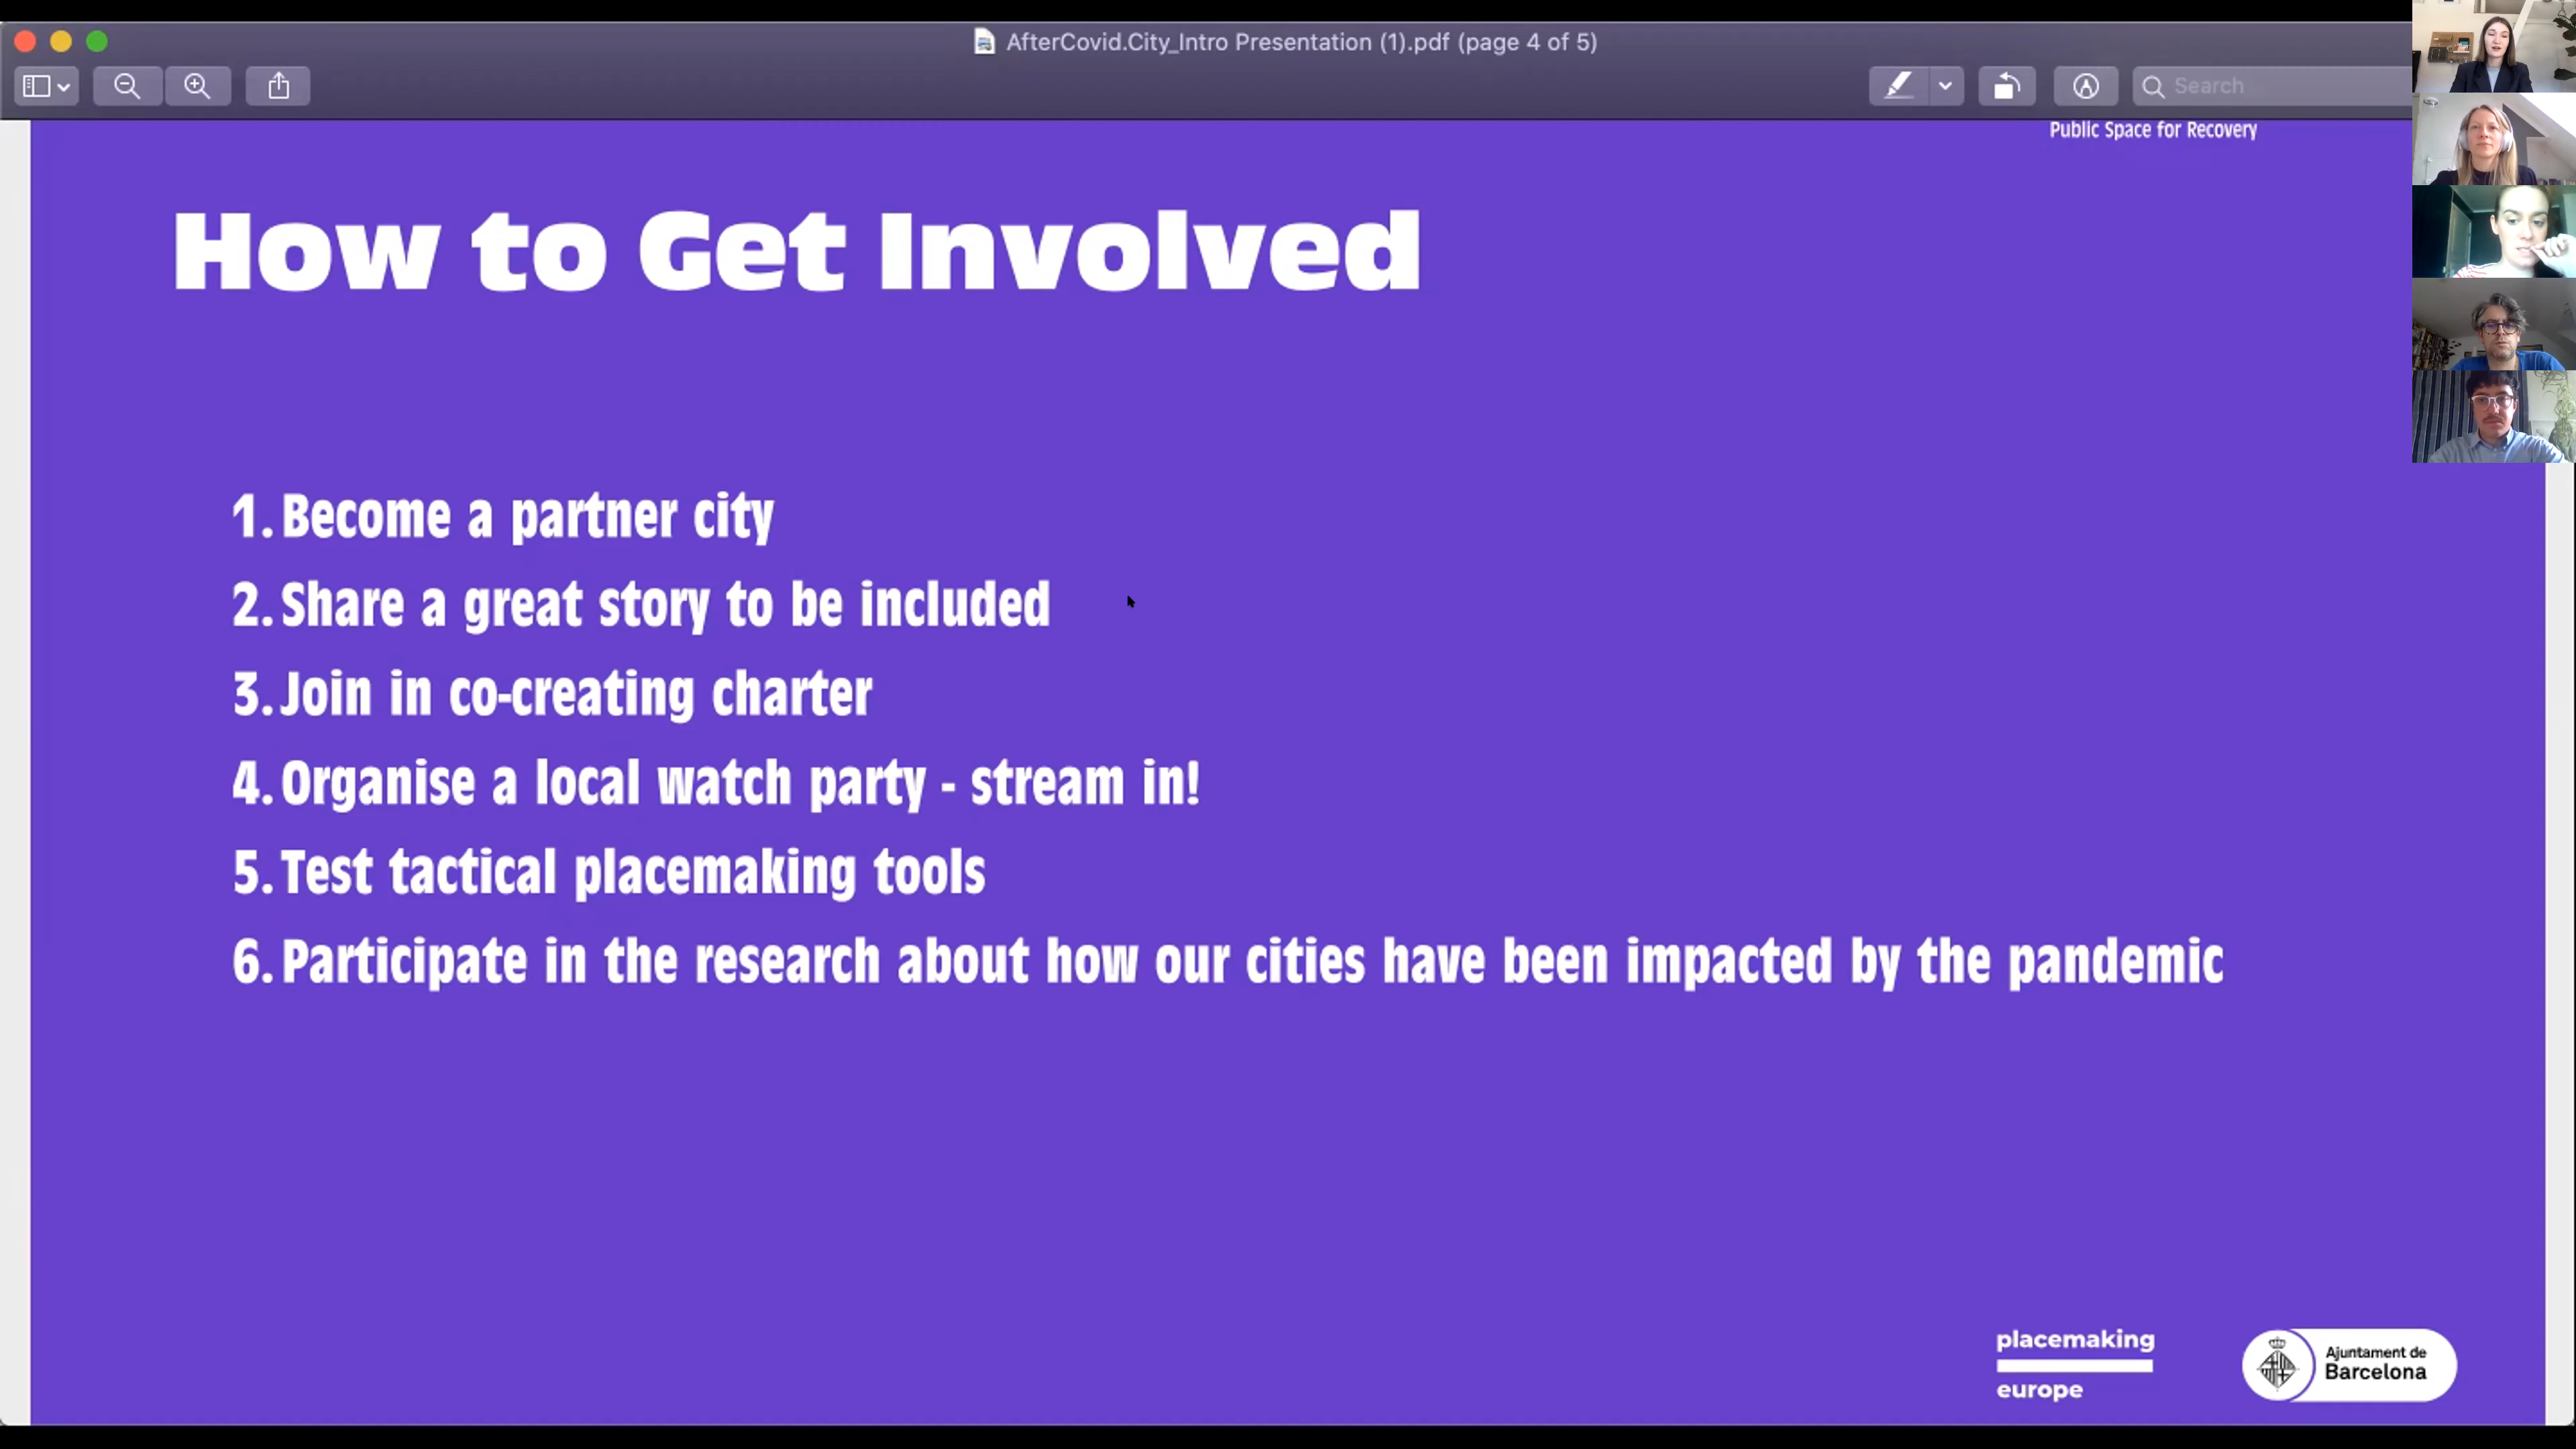 AfterCovid.City_Intro Presentation (1).pdf (page 4 of 5)
Search
Public Space for Recovery
How to Get Involved
1. Become a partner city
2. Share a great story to be included
3. Join in co-creating charter
4. Organise a local watch party - stream in!
5. Test tactical placemaking tools
6. Participate in the research about how our cities have been impacted by the pandemic
placemaking
europe
Ajuntament de
Barcelona